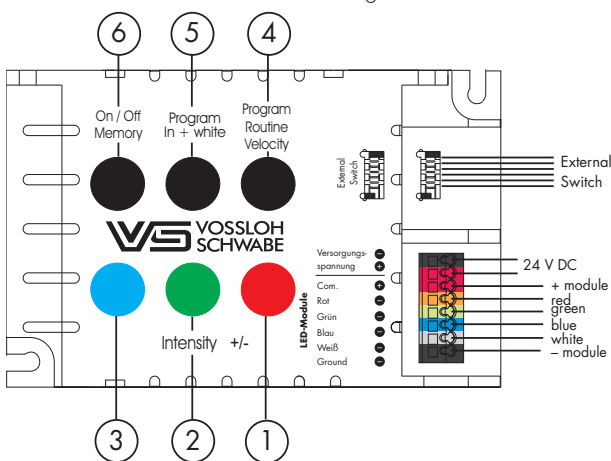 6 5 4
On / Off
Memory
Program
In + white
Program
Routine
Velocity
External
Switch
External
Switch
VS VOSSLOH
SCHWABE
Versorgungs-
spannung
Com.
Rot
Grün
Blau
Weiß
Ground
LED-Module
24 V DC
+ module
red
green
blue
white
– module
Intensity +/-
3 2 1